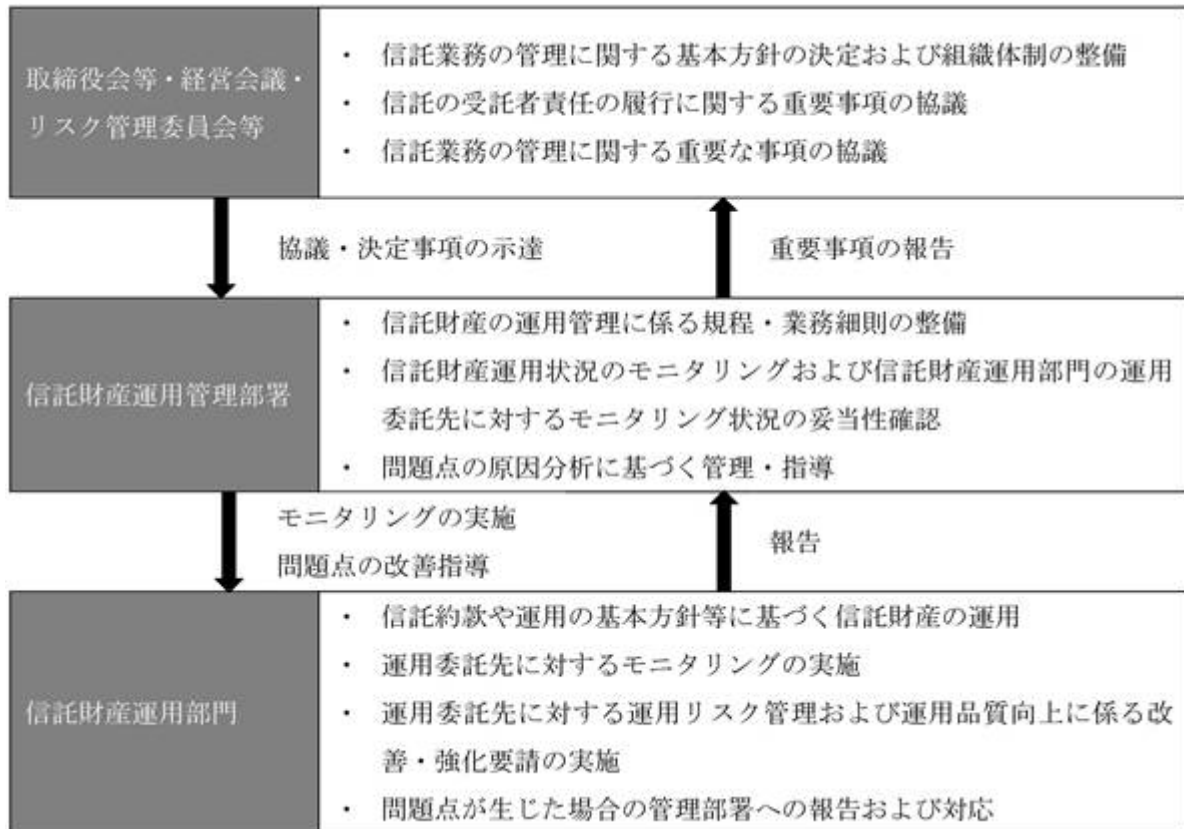 取締役会等・経営会議・
リスク管理委員会等
・ 信託業務の管理に関する基本方針の決定および組織体制の整備
・ 信託の受託者責任の履行に関する重要事項の協議
・ 信託業務の管理に関する重要な事項の協議
協議・決定事項の示達
重要事項の報告
信託財産運用管理部署
・ 信託財産の運用管理に係る規程・業務細則の整備
・ 信託財産運用状況のモニタリングおよび信託財産運用部門の運用
委託先に対するモニタリング状況の妥当性確認
・ 問題点の原因分析に基づく管理・指導
モニタリングの実施
問題点の改善指導
報告
信託財産運用部門
・ 信託約款や運用の基本方針等に基づく信託財産の運用
・ 運用委託先に対するモニタリングの実施
・ 運用委託先に対する運用リスク管理および運用品質向上に係る改
善・強化要請の実施
・ 問題点が生じた場合の管理部署への報告および対応